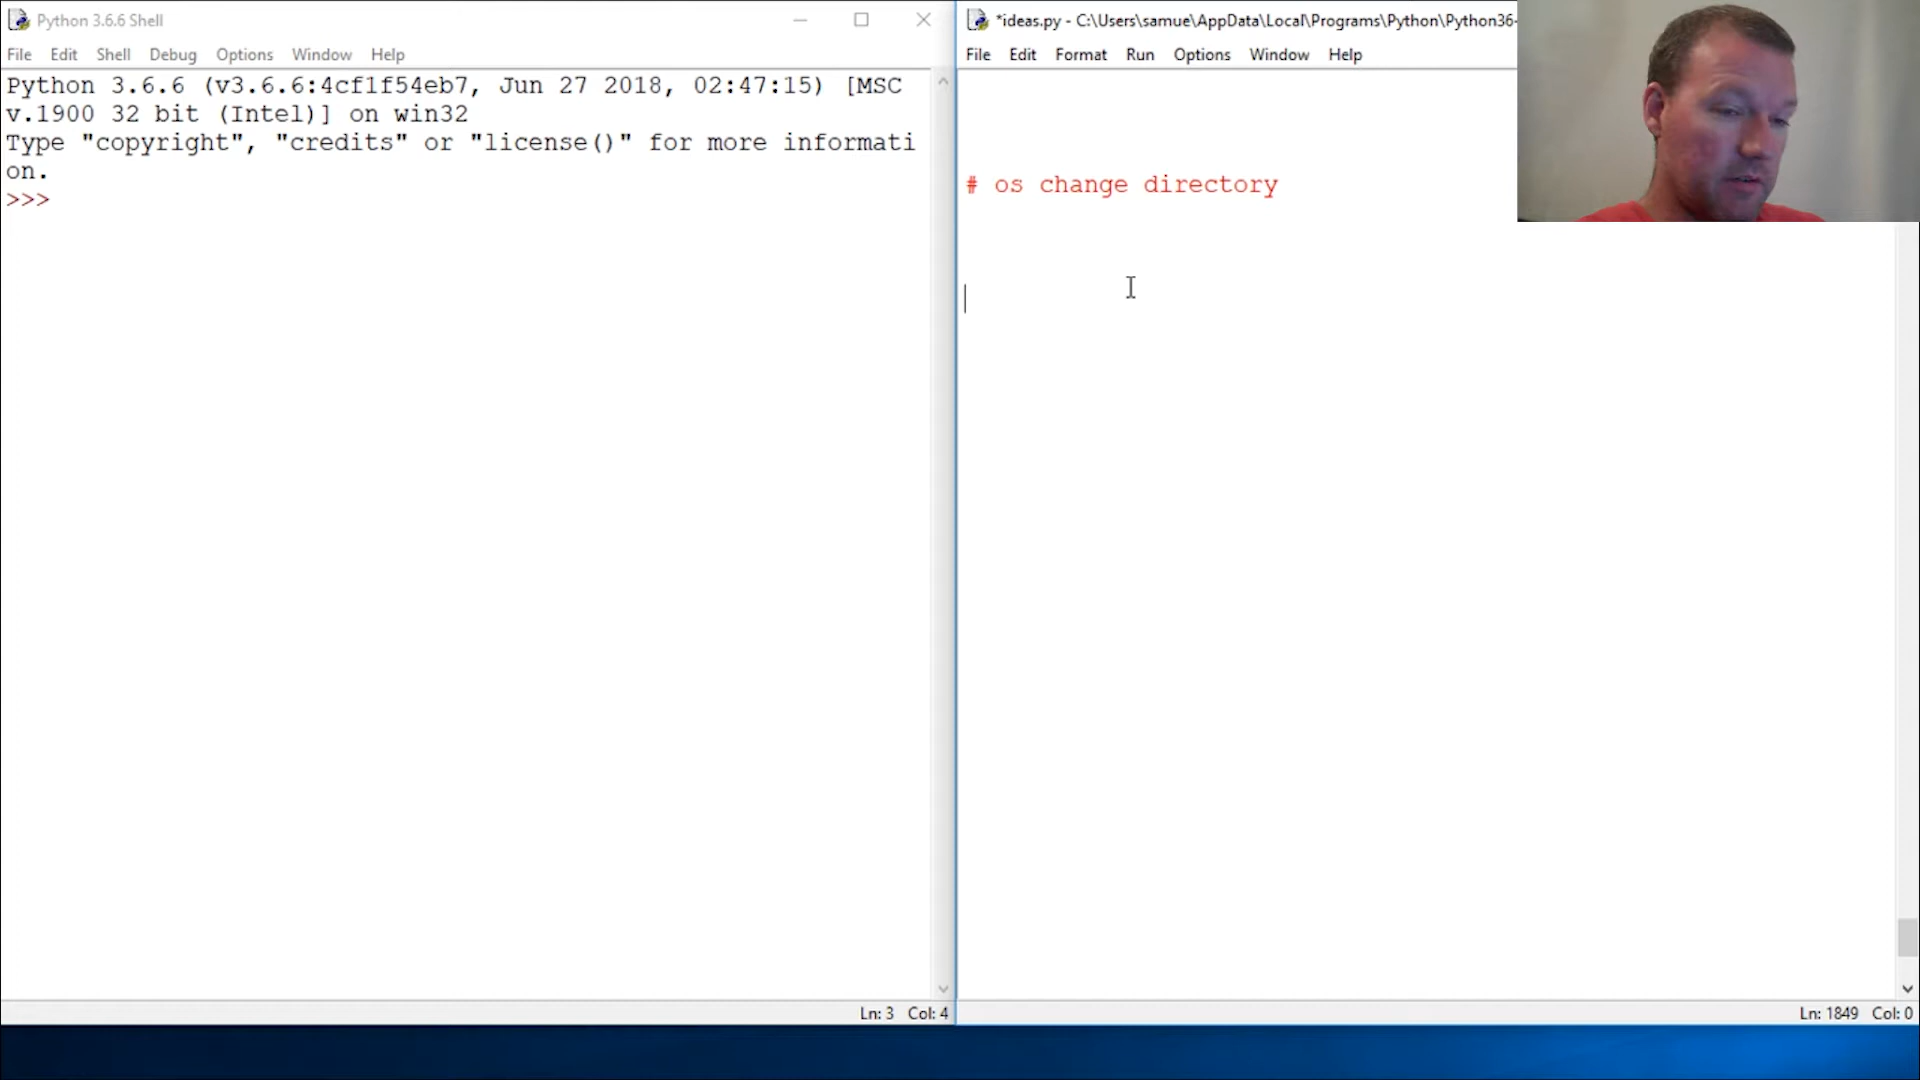 Python 3.6.6 Shell
File Edit Shell Debug Options Window Help
Python 3.6.6 (v3.6.6:4cf1f54eb7, Jun 27 2018, 02:47:15) [MSC
v.1900 32 bit (Intel)] on win32
Type "copyright", "credits" or "license()" for more informati
on.
>>>
Ln: 3 Col: 4
*ideas.py - C:\Users\samue\AppData\Local\Programs\Python\Python36-
File Edit Format Run Options Window Help
# os change directory
Ln: 1849 Col: 0